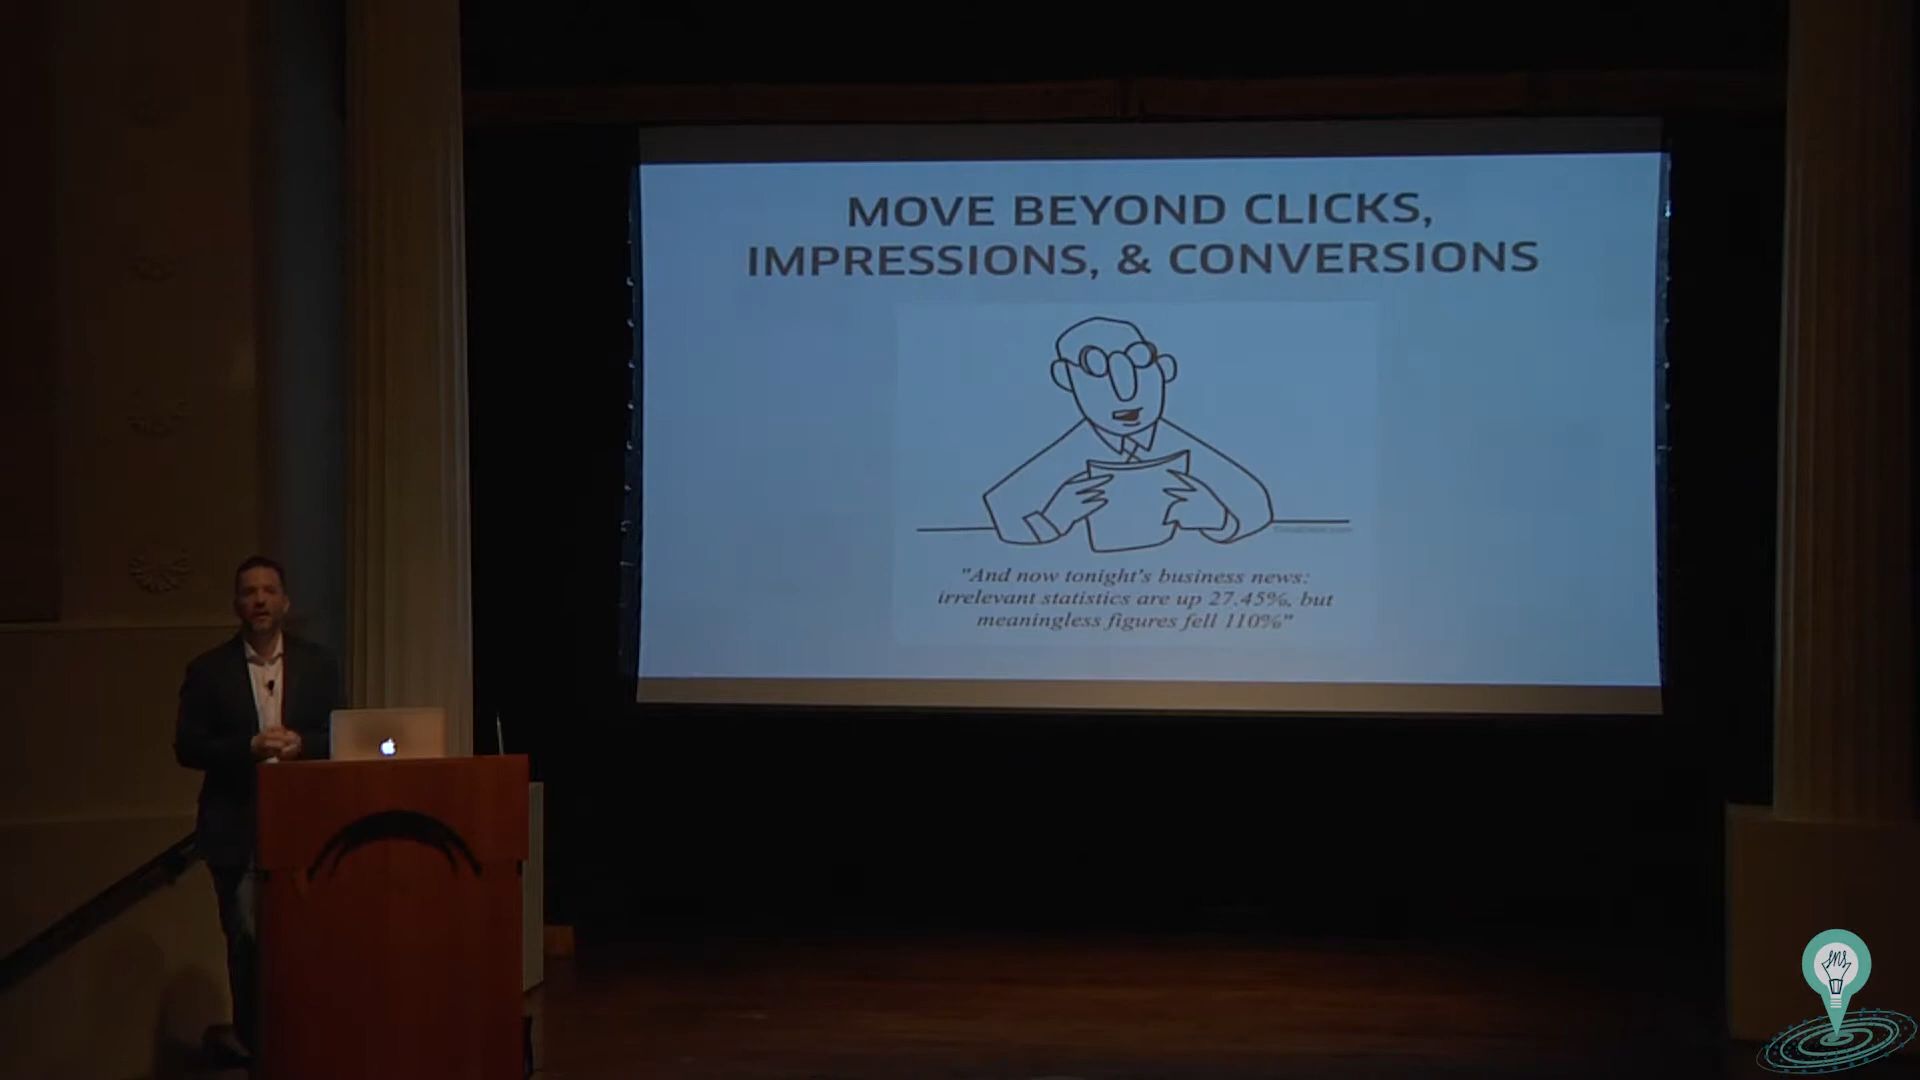 MOVE BEYOND CLICKS,
IMPRESSIONS, & CONVERSIONS
"And now tonight's business news:
irrelevant statistics are up 27.45%, but
meaningless figures fell 110%"